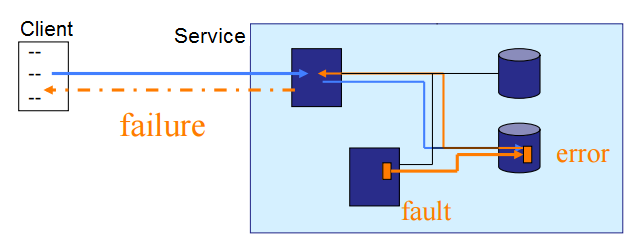 Client
Service
--
--
--
failure
error
fault